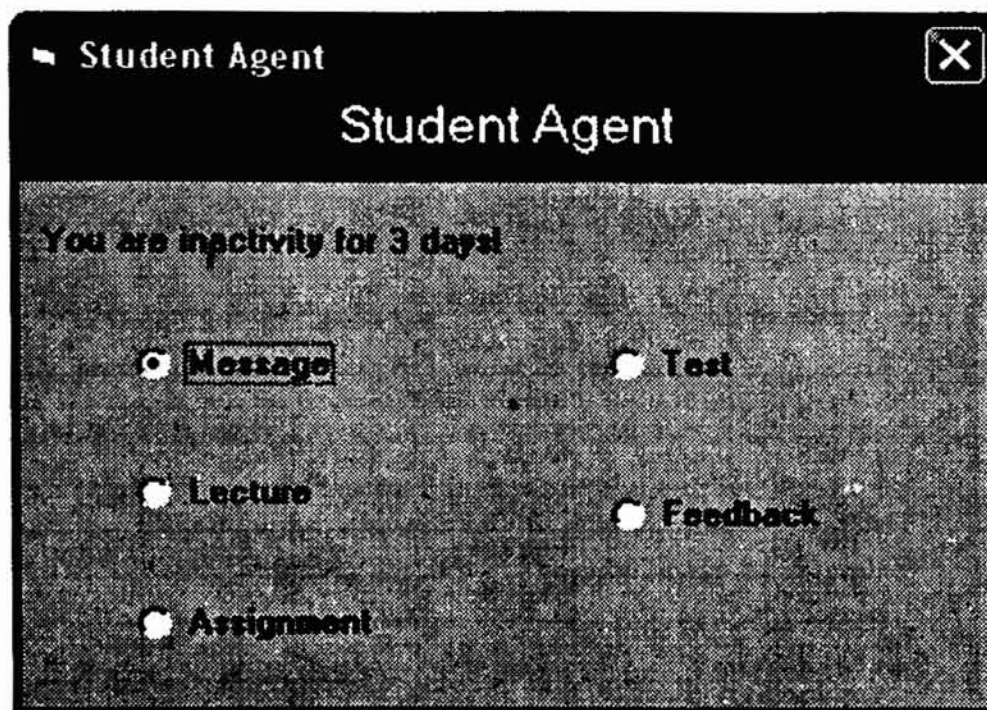 Student Agent
Student Agent
You are inactivity for 3 days!
Message
Test
Lecture
Feedback
Assignment